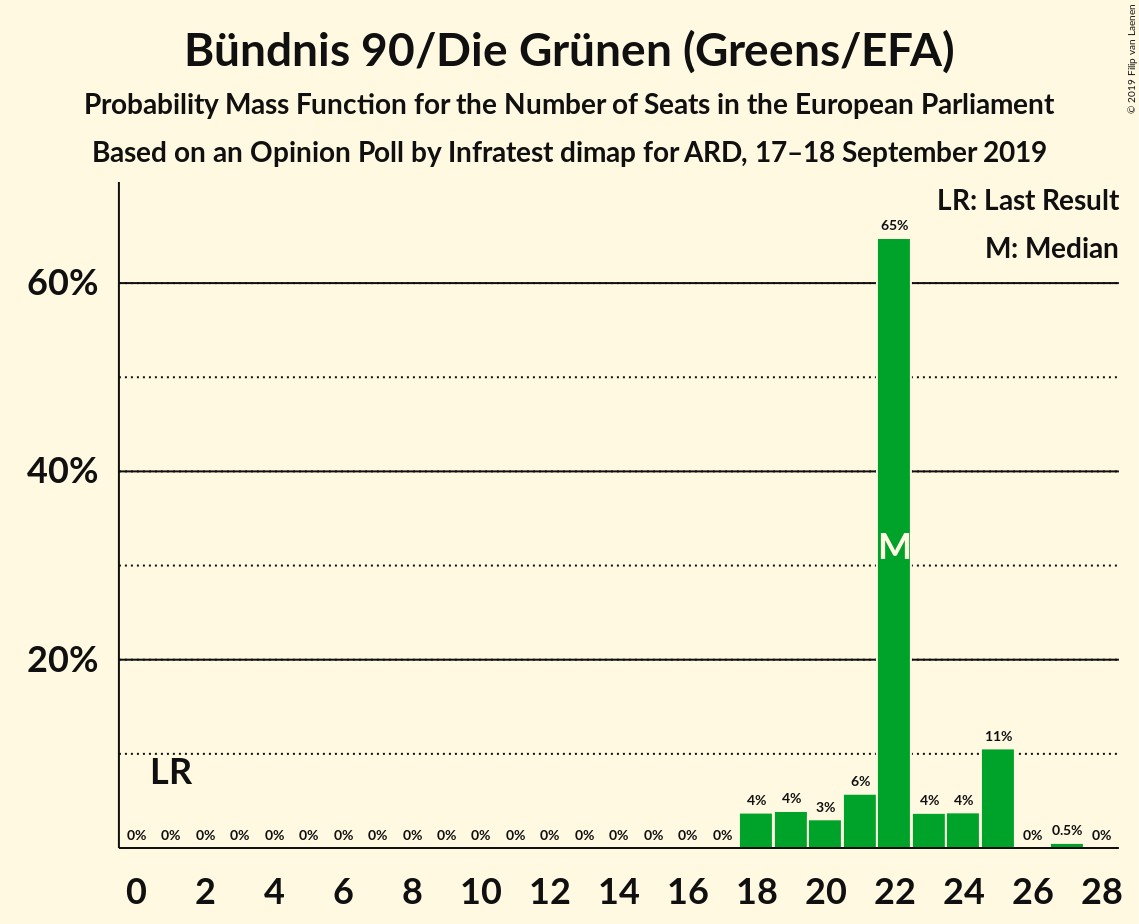 Bündnis 90/Die Grünen (Greens/EFA)
Probability Mass Function for the Number of Seats in the European Parliament
Based on an Opinion Poll by Infratest dimap for ARD, 17–18 September 2019
© 2019 Filip van Laenen
LR: Last Result
M: Median
65%
60%
40%
M
20%
11%
LR
6%
4% 4% 3% 4% 4%
0% 0% 0% 0% 0% 0% 0% 0% 0% 0% 0% 0% 0% 0% 0% 0% 0% 0% 0% 0.5% 0%
0 2 4 6 8 10 12 14 16 18 20 22 24 26 28